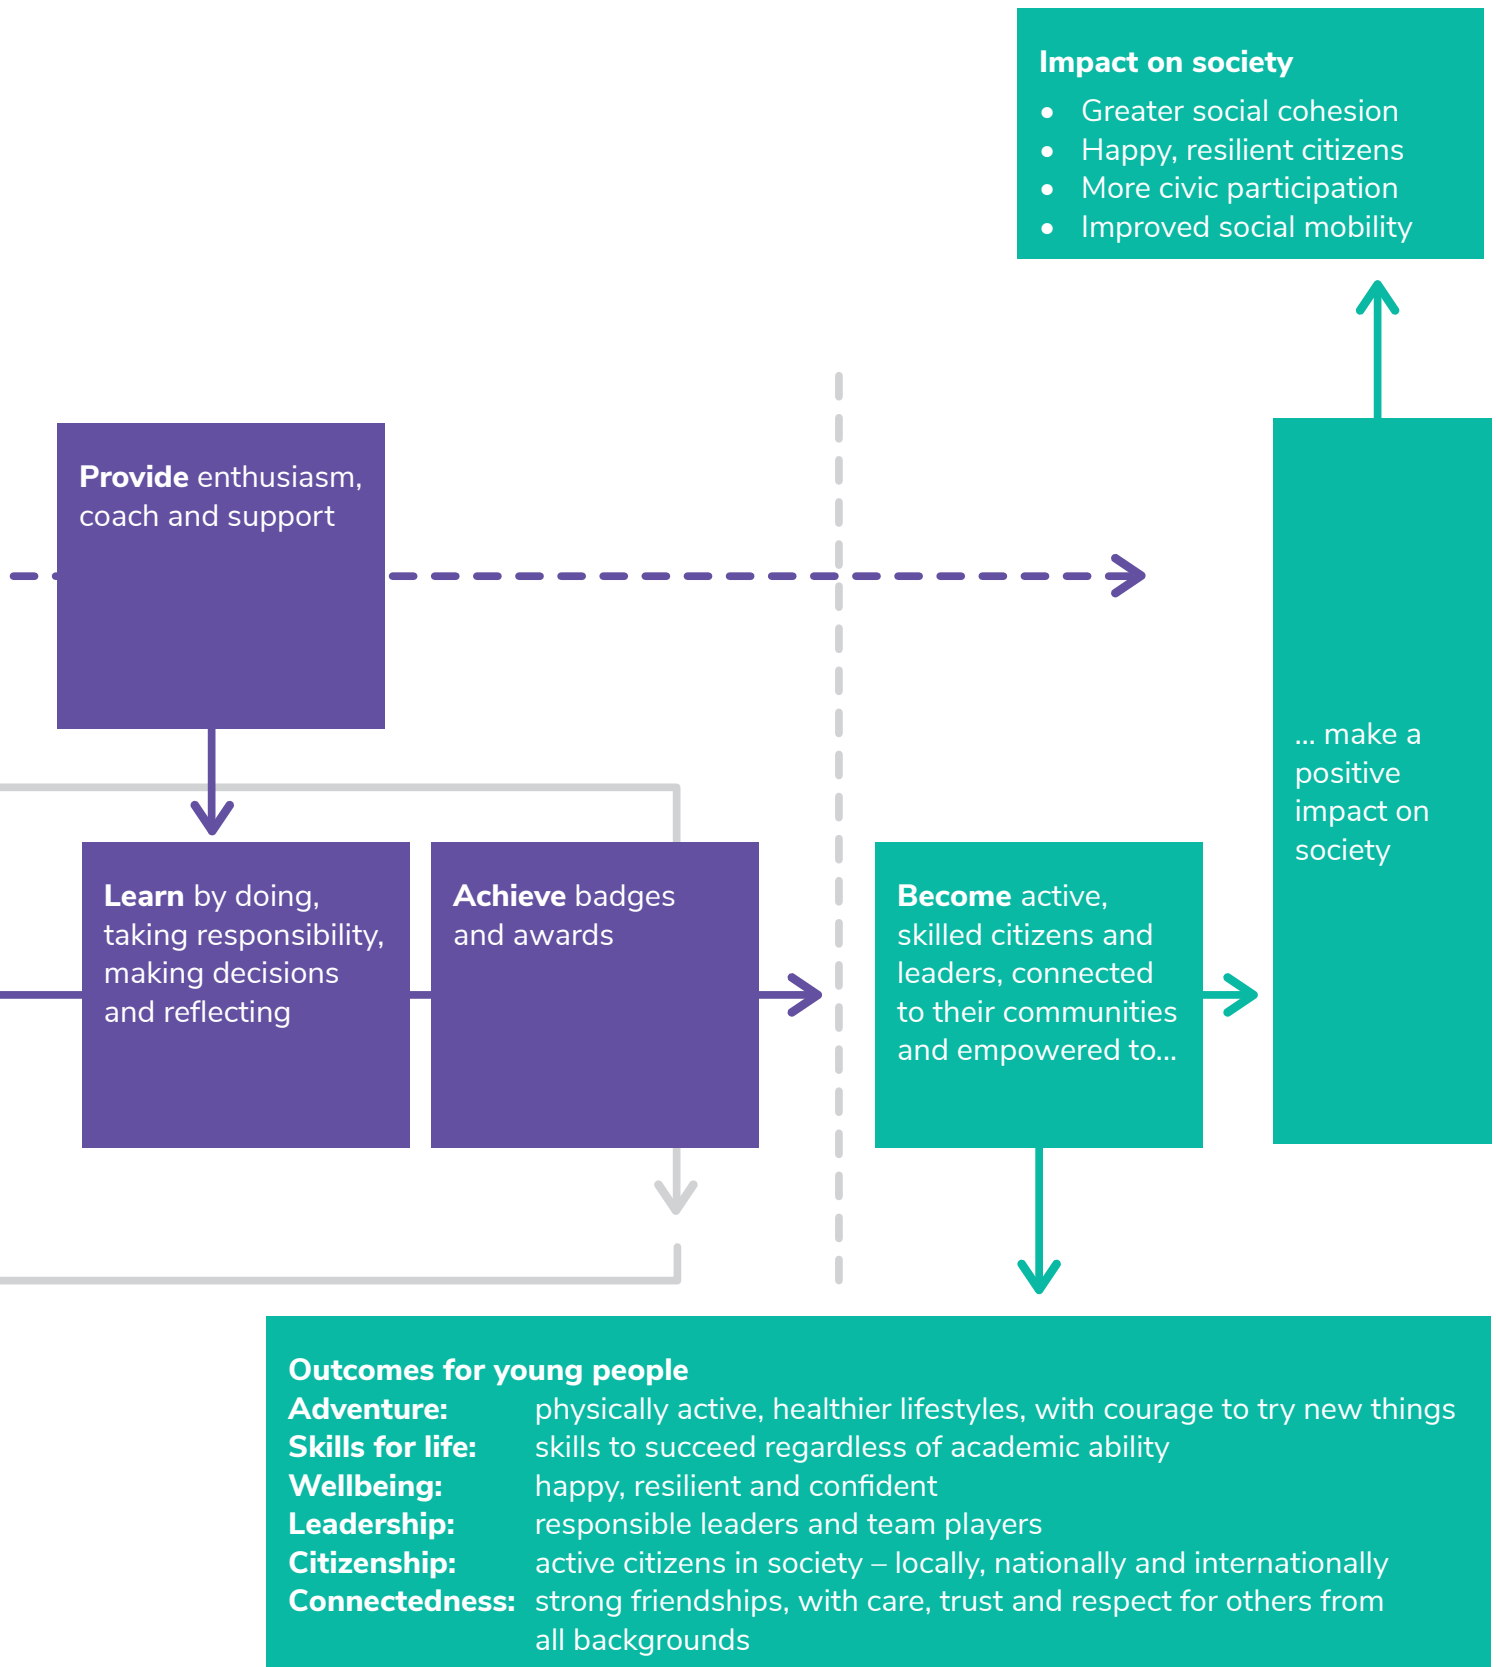 Impact on society
• Greater social cohesion
• Happy, resilient citizens
• More civic participation
• Improved social mobility
Provide enthusiasm,
coach and support
... make a
positive
impact on
society
Learn by doing,
taking responsibility,
making decisions
and reflecting
Achieve badges
and awards
Become active,
skilled citizens and
leaders, connected
to their communities
and empowered to...
Outcomes for young people
Adventure: physically active, healthier lifestyles, with courage to try new things
Skills for life: skills to succeed regardless of academic ability
Wellbeing: happy, resilient and confident
Leadership: responsible leaders and team players
Citizenship: active citizens in society – locally, nationally and internationally
Connectedness: strong friendships, with care, trust and respect for others from
all backgrounds